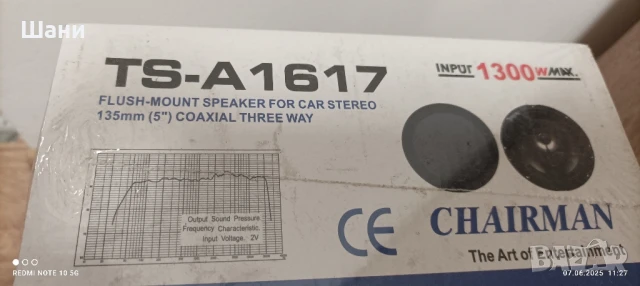 Шани
TS-A1617
INPUT 1300W MAX.
FLUSH-MOUNT SPEAKER FOR CAR STEREO
135mm (5") COAXIAL THREE WAY
Output Sound Pressure
Frequency Characteristic.
Input Voltage. 2V
CE
CHAIRMAN
The Art of Entertainment
REDMI NOTE 10 5G
07.06.2025 11:27